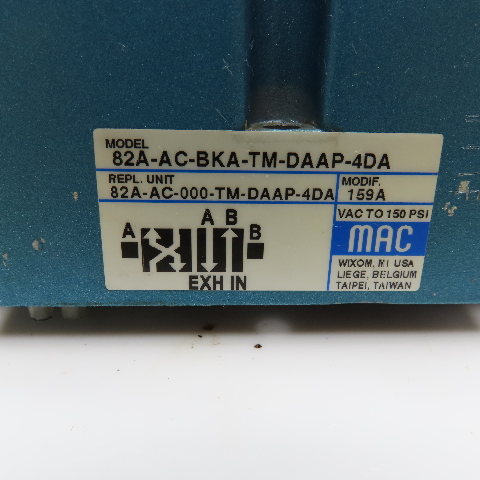 MODEL
82A-AC-BKA-TM-DAAP-4DA
REPL. UNIT
82A-AC-000-TM-DAAP-4DA
MODIF.
159A
A B
A B
EXH IN
VAC TO 150 PSI
MAC
WIXOM, MI USA
LIEGE, BELGIUM
TAIPEI, TAIWAN